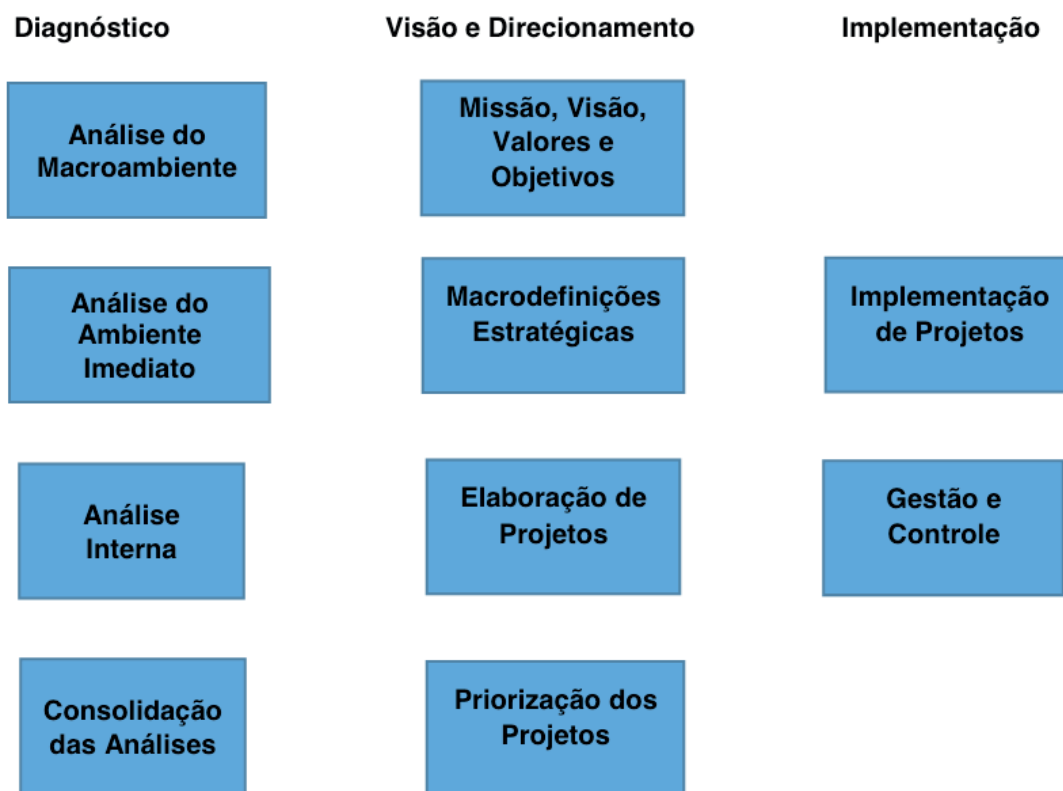 Diagnóstico
Visão e Direcionamento
Implementação
Análise do
Macroambiente
Missão, Visão,
Valores e
Objetivos
Análise do
Ambiente
Imediato
Macrodefinições
Estratégicas
Implementação
de Projetos
Análise
Interna
Elaboração de
Projetos
Gestão e
Controle
Consolidação
das Análises
Priorização dos
Projetos